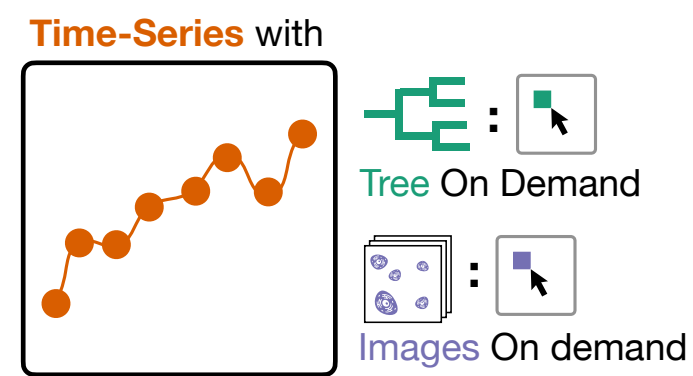 Time-Series with
:
Tree On Demand
:
Images On demand